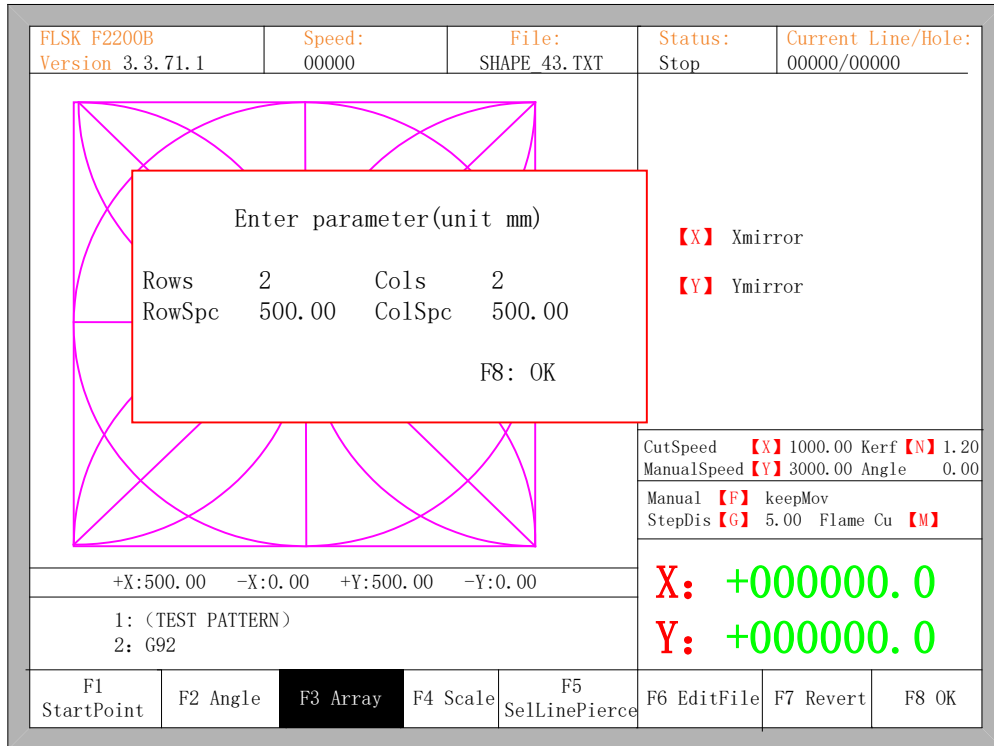 FLSK F2200B
Version 3.3.71.1
Speed:
00000
File:
SHAPE_43.TXT
Status:
Stop
Current Line/Hole:
00000/00000
Enter parameter(unit mm)
Rows 2 Cols 2
RowSpc 500.00 ColSpc 500.00
F8: OK
【X】 Xmirror
【Y】 Ymirror
CutSpeed 【X】1000.00 Kerf【N】1.20
ManualSpeed【Y】3000.00 Angle 0.00
Manual 【F】 keepMov
StepDis【G】 5.00 Flame Cu 【M】
+X:500.00 -X:0.00 +Y:500.00 -Y:0.00
1: (TEST PATTERN)
2: G92
X: +000000.0
Y: +000000.0
F1
StartPoint
F2 Angle
F3 Array
F4 Scale
F5
SelLinePierce
F6 EditFile
F7 Revert
F8 OK